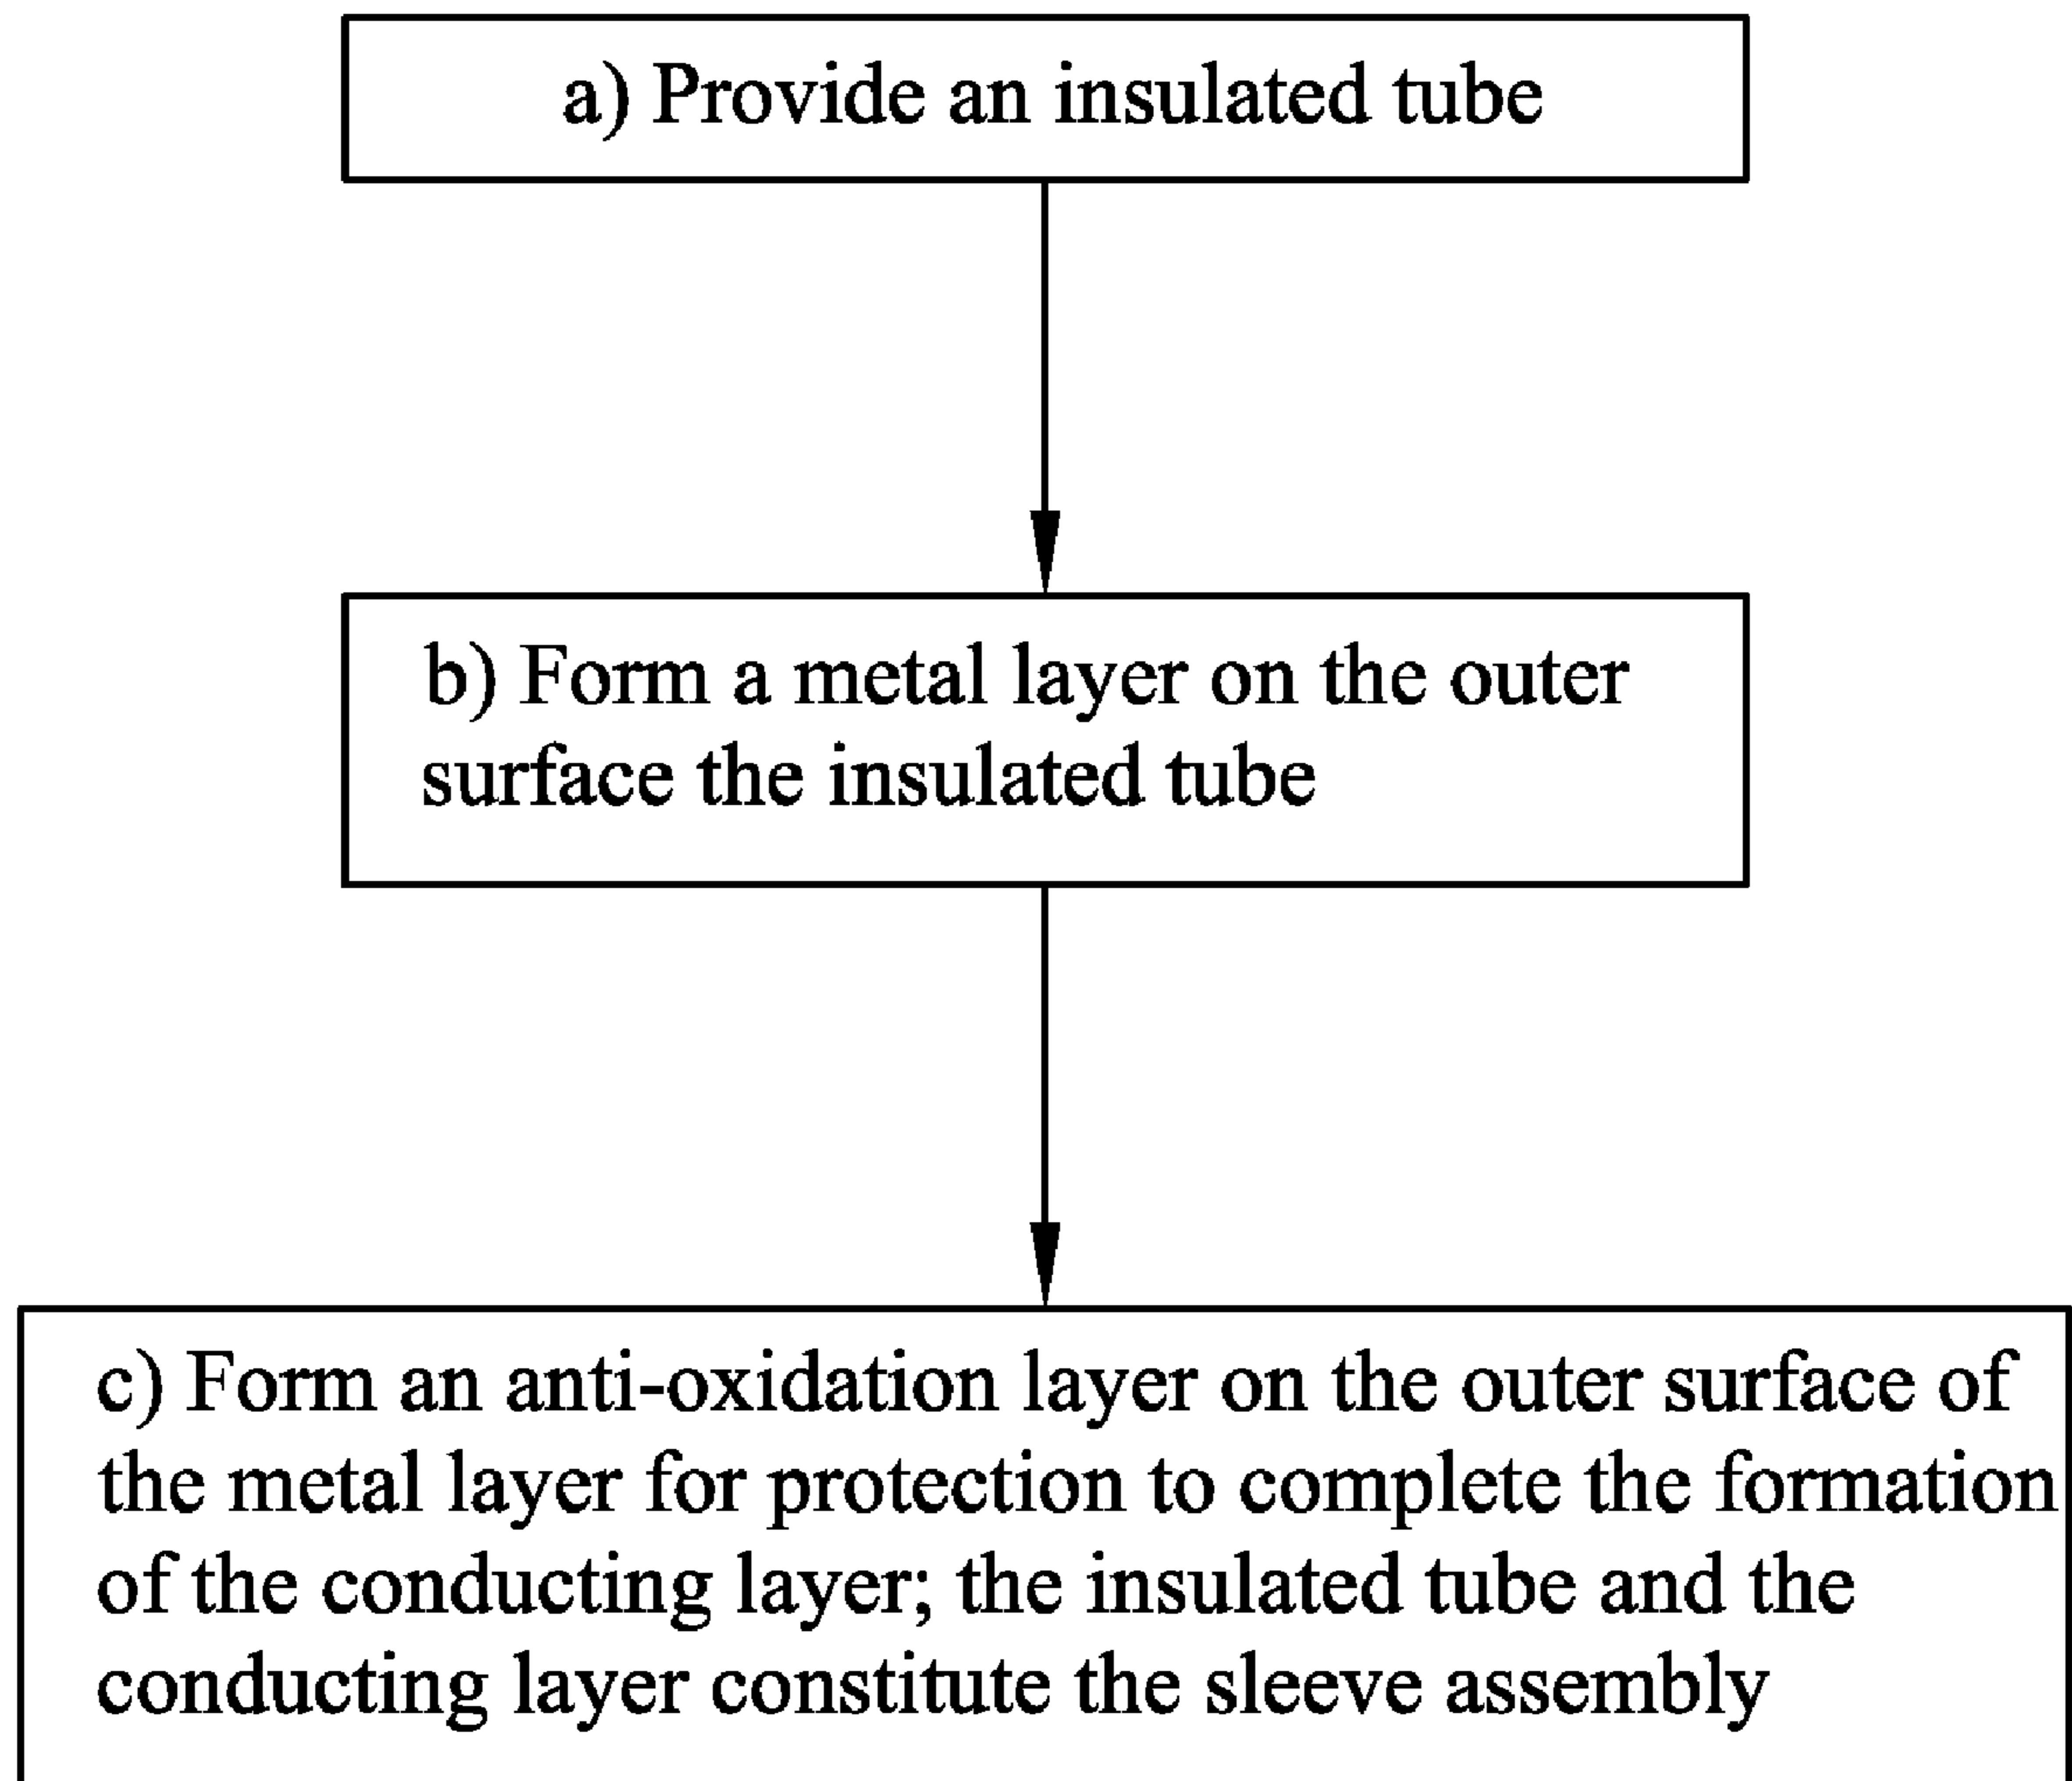 a) Provide an insulated tube
b) Form a metal layer on the outer
surface the insulated tube
c) Form an anti-oxidation layer on the outer surface of
the metal layer for protection to complete the formation
of the conducting layer; the insulated tube and the
conducting layer constitute the sleeve assembly